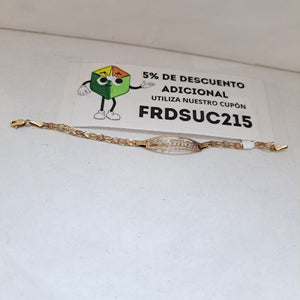 5% DE DESCUENTO
ADICIONAL
UTILIZA NUESTRO CUPÓN
FRDSUC215